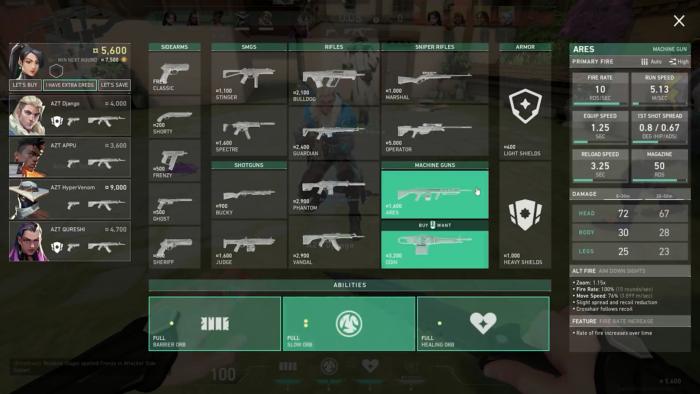 ¤ 5,600
MIN NEXT ROUND: ¤ 7,500
LET'S BUY
I HAVE EXTRA CREDS
LET'S SAVE
AZT Django ¤ 4,000
AZT APPU ¤ 3,600
AZT HyperVenom ¤ 9,000
AZT QURESHI ¤ 4,700
SIDEARMS
FREE
CLASSIC
¤200
SHORTY
¤500
FRENZY
¤500
GHOST
¤800
SHERIFF
SMGS
¤1,100
STINGER
¤1,600
SPECTRE
SHOTGUNS
¤900
BUCKY
¤1,600
JUDGE
RIFLES
¤2,100
BULLDOG
¤2,400
GUARDIAN
¤2,900
PHANTOM
¤2,900
VANDAL
SNIPER RIFLES
¤1,000
MARSHAL
¤5,000
OPERATOR
MACHINE GUNS
¤1,600
ARES
BUY WANT
¤3,200
ODIN
ARMOR
¤400
LIGHT SHIELDS
¤1,000
HEAVY SHIELDS
ABILITIES
FULL
BARRIER ORB
FULL
SLOW ORB
FULL
HEALING ORB
ARES MACHINE GUN
PRIMARY FIRE Auto High
FIRE RATE
10
RDS/SEC
RUN SPEED
5.13
M/SEC
EQUIP SPEED
1.25
SEC
1ST SHOT SPREAD
0.8 / 0.67
DEG (HIP/ADS)
RELOAD SPEED
3.25
SEC
MAGAZINE
50
RDS
DAMAGE 0-30m 30-50m
HEAD 72 67
BODY 30 28
LEGS 25 23
ALT FIRE AIM DOWN SIGHTS
• Zoom: 1.15x
• Fire Rate: 100% (10 rounds/sec)
• Move Speed: 76%
• Slight spread and recoil reduction
• Crosshair follows recoil
FEATURE FIRE RATE INCREASE
• Rate of fire increases over time
100
¤ 5,600